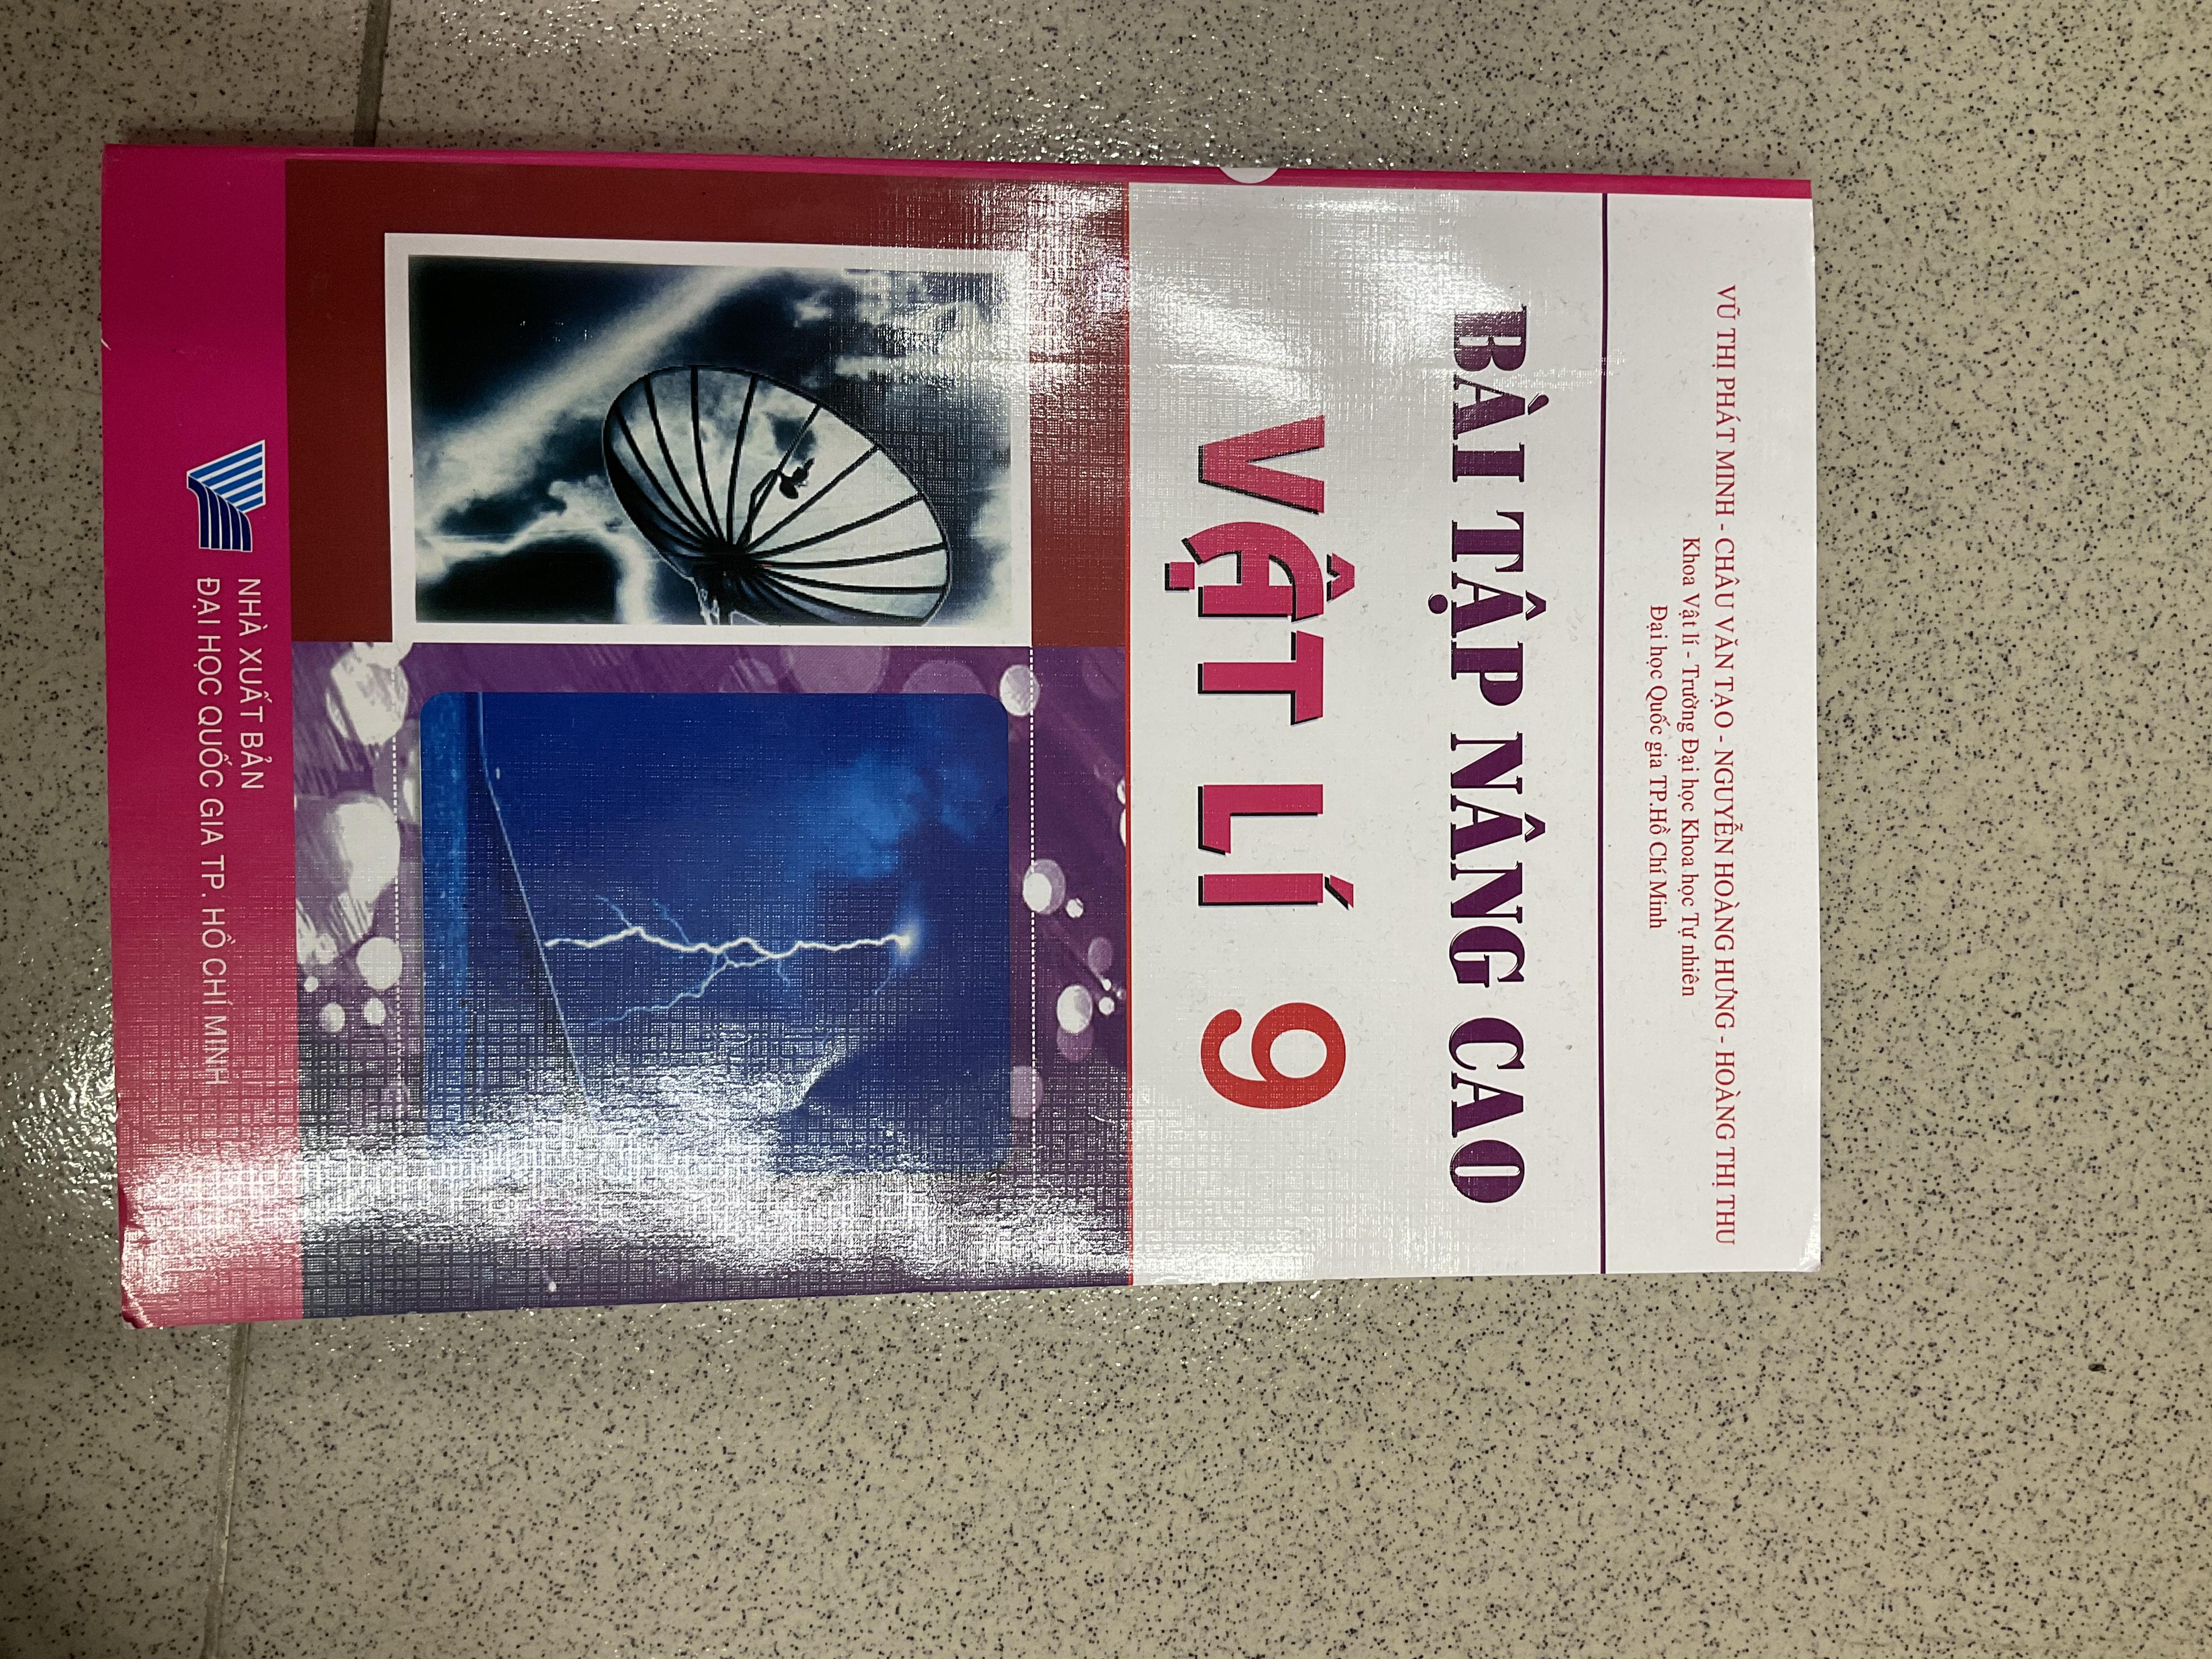 VŨ THỊ PHÁT MINH - CHÂU VĂN TẠO - NGUYỄN HOÀNG HƯNG - HOÀNG THỊ THU
Khoa Vật lí - Trường Đại học Khoa học Tự nhiên
Đại học Quốc gia TP.Hồ Chí Minh
BÀI TẬP NÂNG CAO
VẬT LÍ 9
NHÀ XUẤT BẢN
ĐẠI HỌC QUỐC GIA TP. HỒ CHÍ MINH